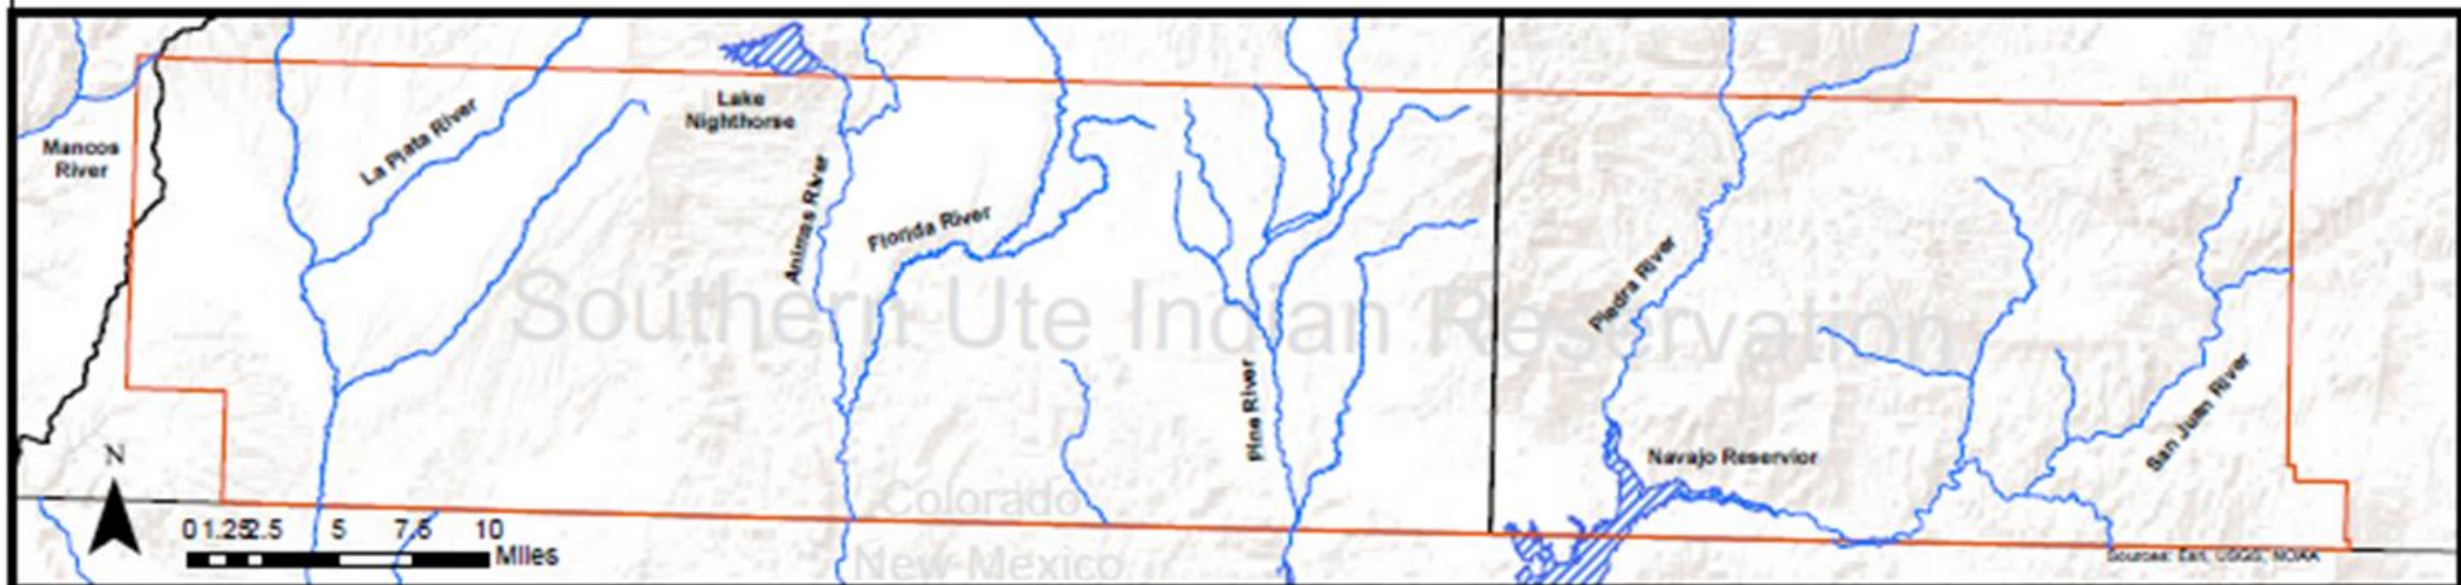 Lake
Nighthorse
Mancos
River
La Plata River
Animas River
Florida River
Southern Ute Indian Reservation
Piedra River
Pine River
San Juan River
Navajo Reservior
N
Colorado
0 1.25 2.5 5 7.5 10
Miles
New Mexico
Sources: Esri, USGS, NOAA